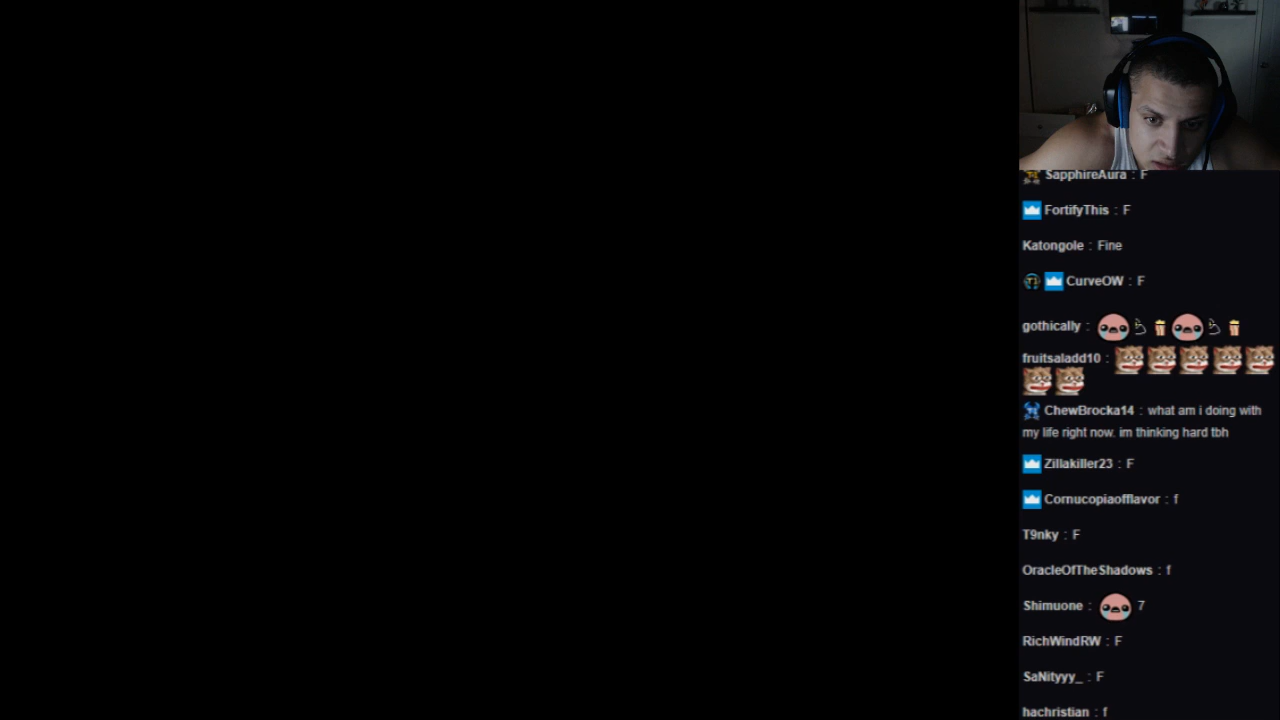 SapphireAura : F
FortifyThis : F
Katongole : Fine
CurveOW : F
gothically :
fruitsaladd10 :
ChewBrocka14 : what am i doing with
my life right now. im thinking hard tbh
Zillakiller23 : F
Cornucopiaofflavor : f
T9nky : F
OracleOfTheShadows : f
Shimuone : 7
RichWindRW : F
SaNityyy_ : F
hachristian : f